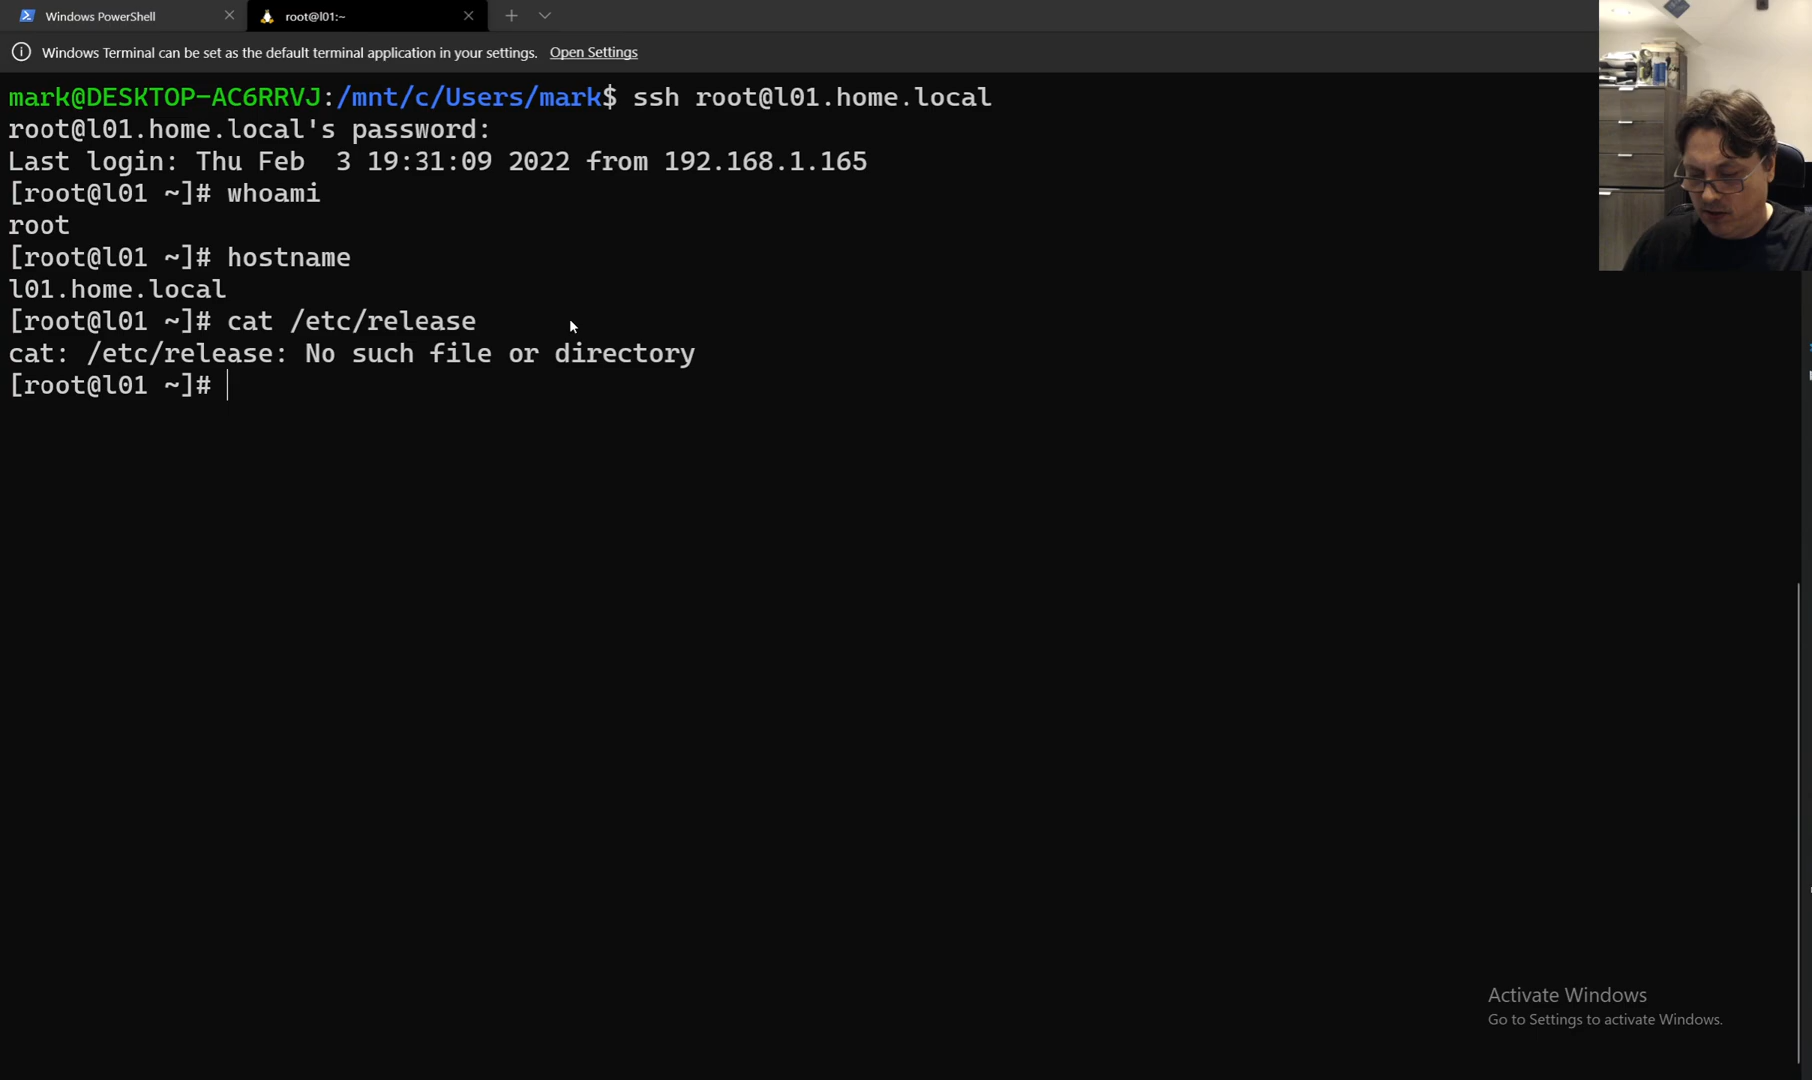 Windows PowerShell
root@l01:~
Windows Terminal can be set as the default terminal application in your settings. Open Settings
mark@DESKTOP-AC6RRVJ:/mnt/c/Users/mark$ ssh root@l01.home.local
root@l01.home.local's password:
Last login: Thu Feb  3 19:31:09 2022 from 192.168.1.165
[root@l01 ~]# whoami
root
[root@l01 ~]# hostname
l01.home.local
[root@l01 ~]# cat /etc/release
cat: /etc/release: No such file or directory
[root@l01 ~]#
Activate Windows
Go to Settings to activate Windows.